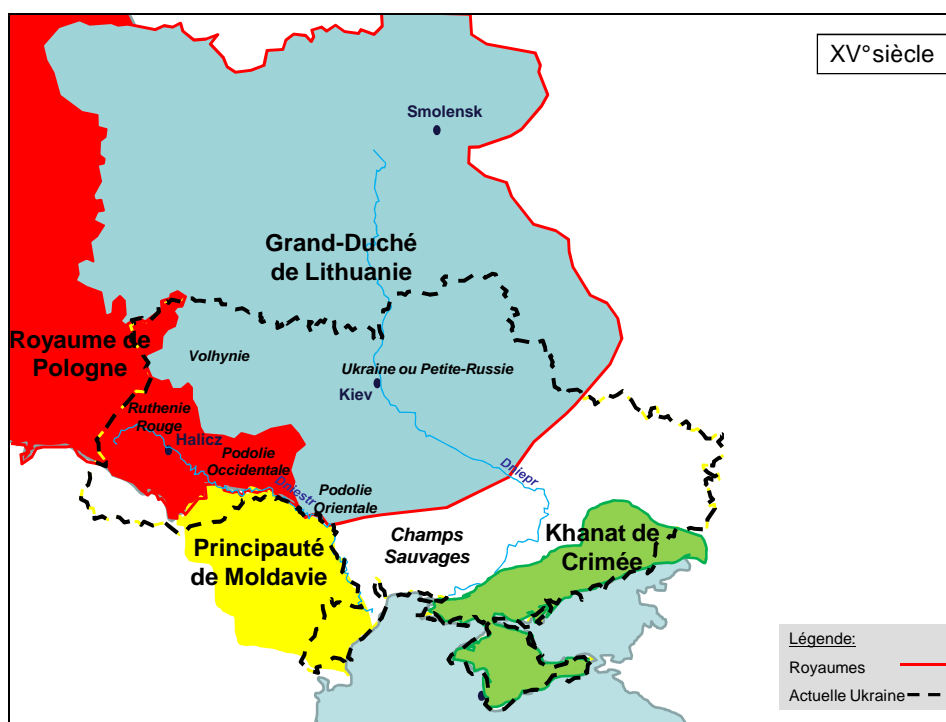 XV°siècle
Smolensk
Grand-Duché
de Lithuanie
Royaume de
Pologne
Volhynie
Ukraine ou Petite-Russie
Kiev
Ruthenie
Rouge
Halicz
Podolie
Occidentale
Dniestr
Podolie
Orientale
Dniepr
Champs
Sauvages
Khanat de
Crimée
Principauté
de Moldavie
Légende:
Royaumes
Actuelle Ukraine